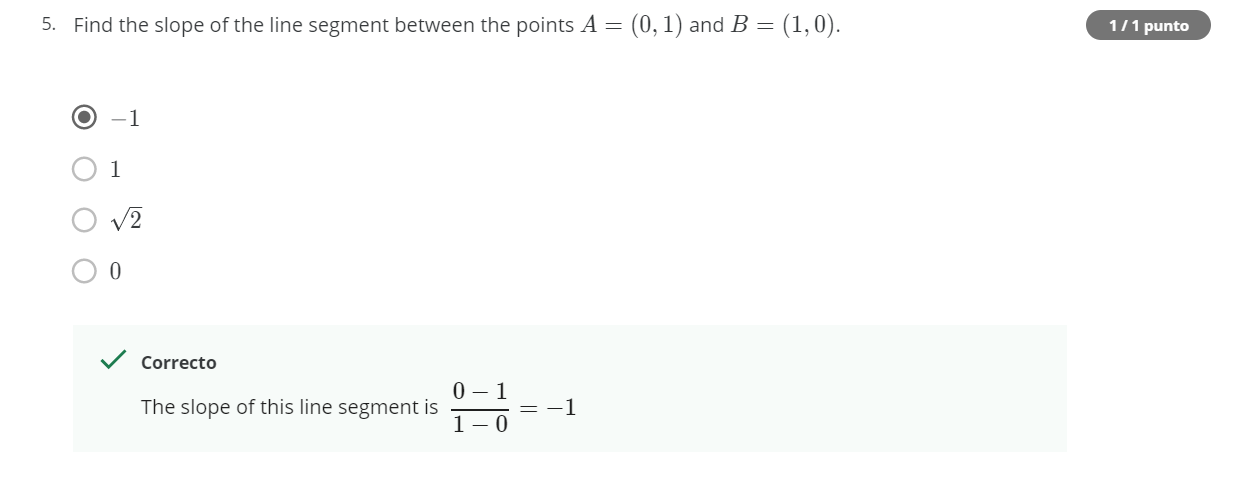 5. Find the slope of the line segment between the points A = (0, 1) and B = (1, 0).
1 / 1 punto
−1
1
√2
0
Correcto
The slope of this line segment is \frac{0 − 1}{1 − 0} = −1